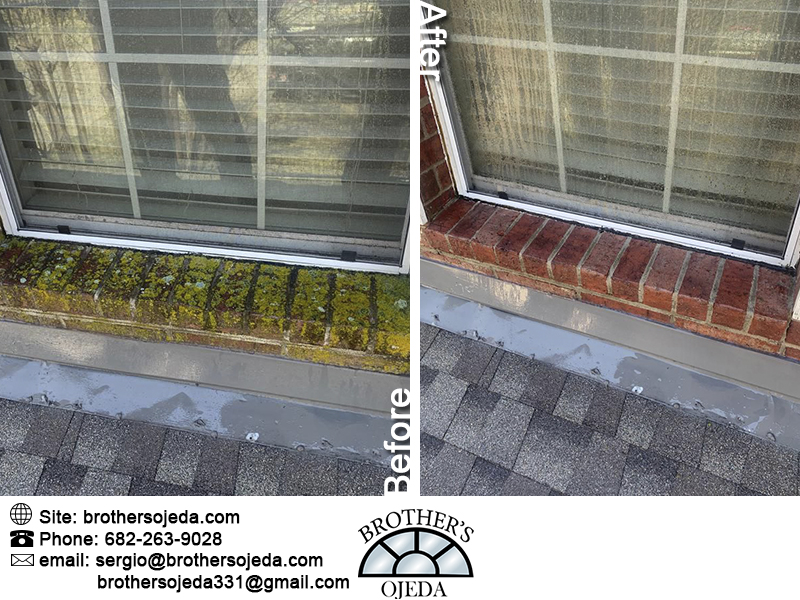 After
Before
Site: brothersojeda.com
Phone: 682-263-9028
email: sergio@brothersojeda.com
brothersojeda331@gmail.com
BROTHER'S
OJEDA